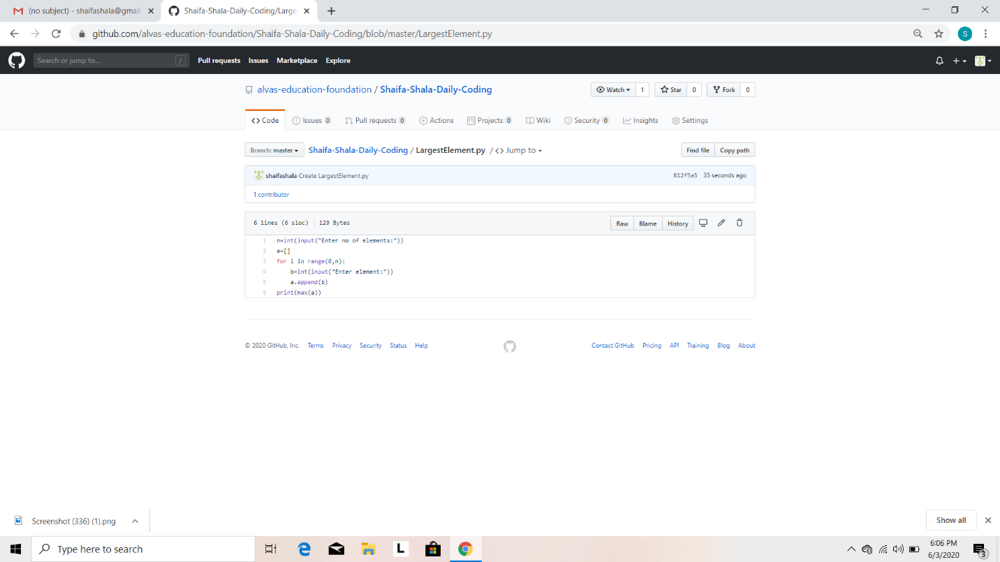 (no subject) - shaifashala@gmail.
Shaifa-Shala-Daily-Coding/Large
github.com/alvas-education-foundation/Shaifa-Shala-Daily-Coding/blob/master/LargestElement.py
S
Search or jump to... /
Pull requests Issues Marketplace Explore
alvas-education-foundation / Shaifa-Shala-Daily-Coding
Watch 1 Star 0 Fork 0
Code Issues 0 Pull requests 0 Actions Projects 0 Wiki Security 0 Insights Settings
Branch: master Shaifa-Shala-Daily-Coding / LargestElement.py / <> Jump to
Find file Copy path
shaifashala Create LargestElement.py 812f5a5 35 seconds ago
1 contributor
6 lines (6 sloc) 129 Bytes
Raw Blame History
1 n=int(input("Enter no of elements:"))
2 a=[]
3 for i in range(0,n):
4 b=int(input("Enter element:"))
5 a.append(b)
6 print(max(a))
© 2020 GitHub, Inc. Terms Privacy Security Status Help
Contact GitHub Pricing API Training Blog About
Screenshot (336) (1).png
Show all
Type here to search
L
6:06 PM
6/3/2020
3